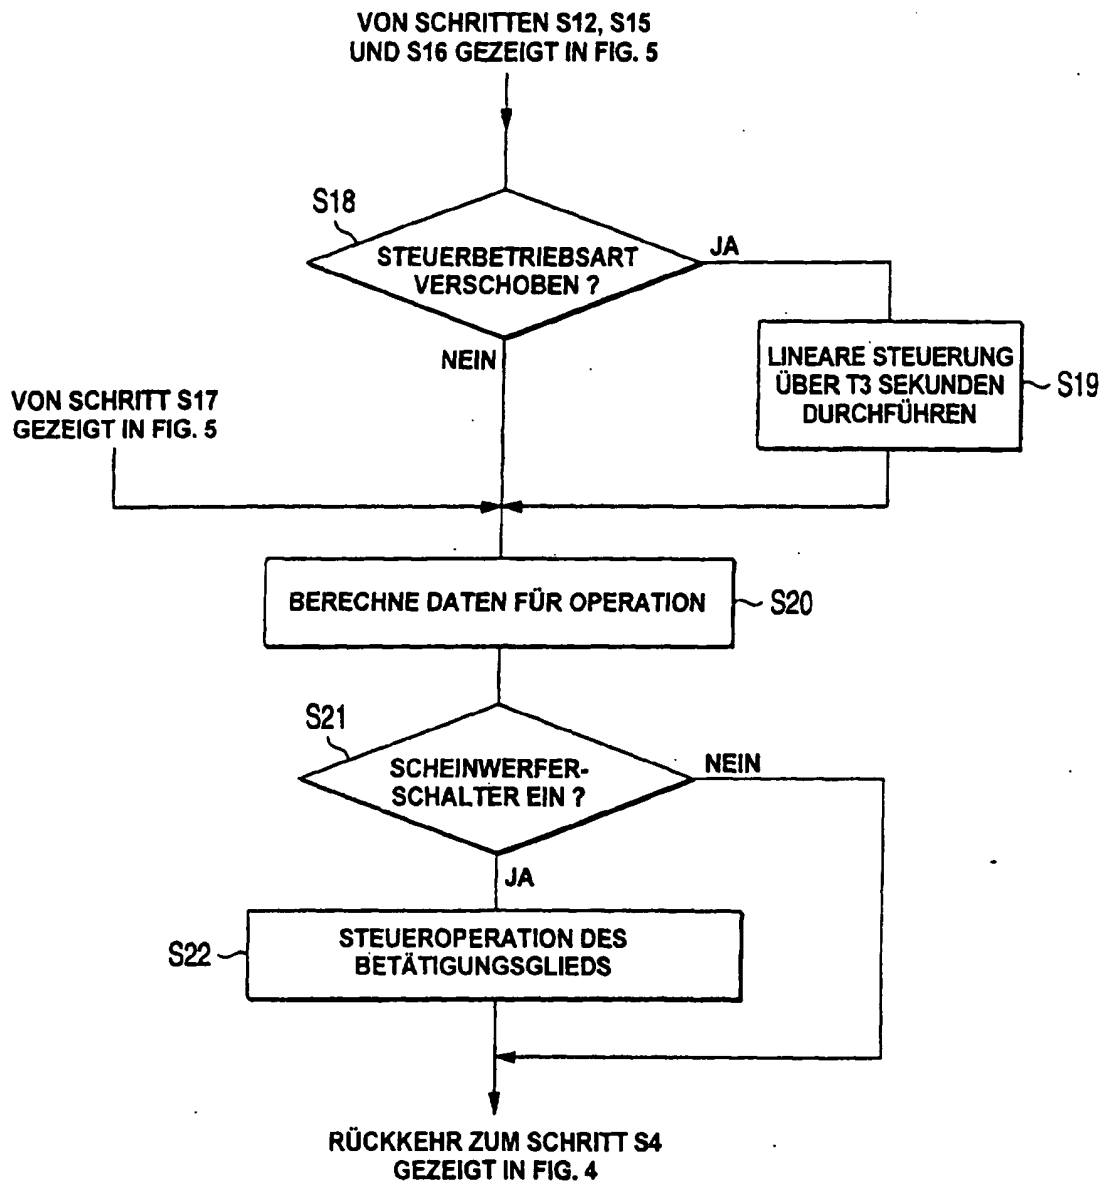 VON SCHRITTEN S12, S15
UND S16 GEZEIGT IN FIG. 5
S18
STEUERBETRIEBSART
VERSCHOBEN ?
JA
NEIN
LINEARE STEUERUNG
ÜBER T3 SEKUNDEN
DURCHFÜHREN
S19
VON SCHRITT S17
GEZEIGT IN FIG. 5
BERECHNE DATEN FÜR OPERATION
S20
S21
SCHEINWERFER-
SCHALTER EIN ?
NEIN
JA
S22
STEUEROPERATION DES
BETÄTIGUNGSGLIEDS
RÜCKKEHR ZUM SCHRITT S4
GEZEIGT IN FIG. 4